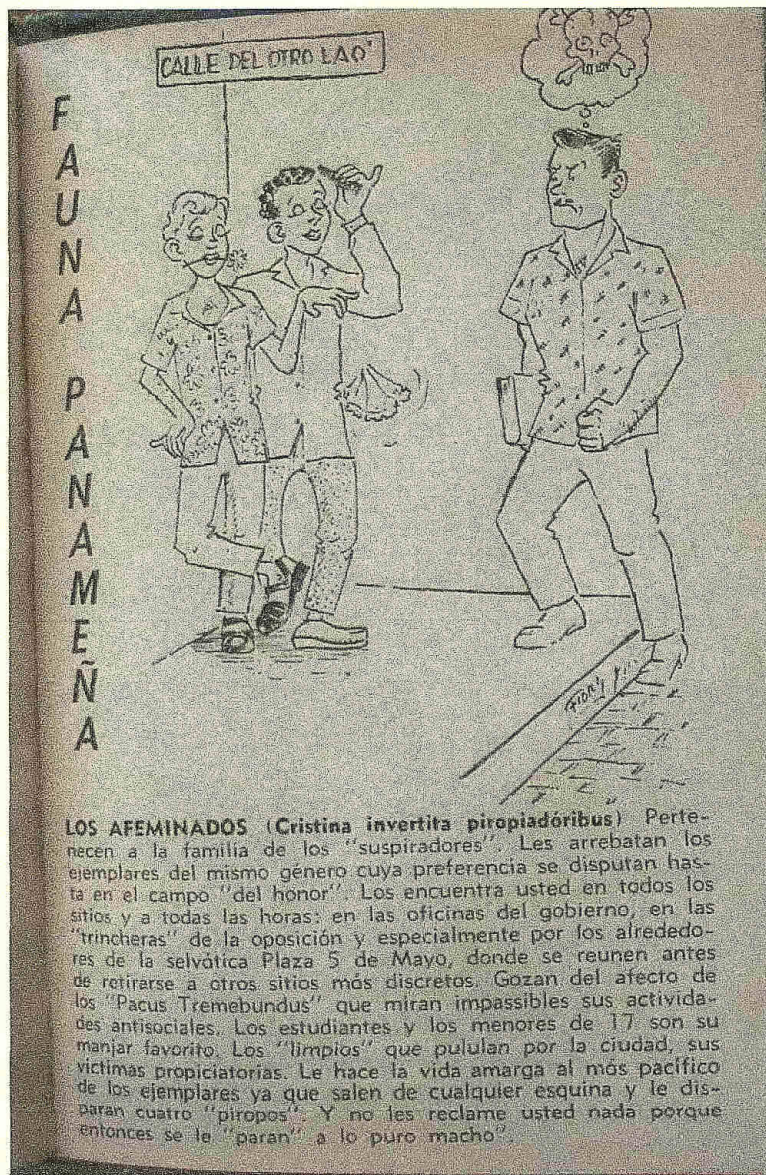 CALLE DEL OTRO LAO'
FAUNA PANAMEÑA
LOS AFEMINADOS (Cristina invertita piropiadóribus) Perte-
necen a la familia de los "suspiradores". Les arrebatan los
ejemplares del mismo género cuya preferencia se disputan has-
ta en el campo "del honor". Los encuentra usted en todos los
sitios y a todas las horas: en las oficinas del gobierno, en las
"trincheras" de la oposición y especialmente por los alrededo-
res de la selvática Plaza 5 de Mayo, donde se reunen antes
de retirarse a otros sitios más discretos. Gozan del afecto de
los "Pacus Tremebundus" que miran impassibles sus activida-
des antisociales. Los estudiantes y los menores de 17 son su
manjar favorito. Los "limpios" que pululan por la ciudad, sus
victimas propiciatorias. Le hace la vida amarga al más pacífico
de los ejemplares ya que salen de cualquier esquina y le dis-
paran cuatro "piropos". Y no les reclame usted nada porque
entonces se le "paran" a lo puro macho".